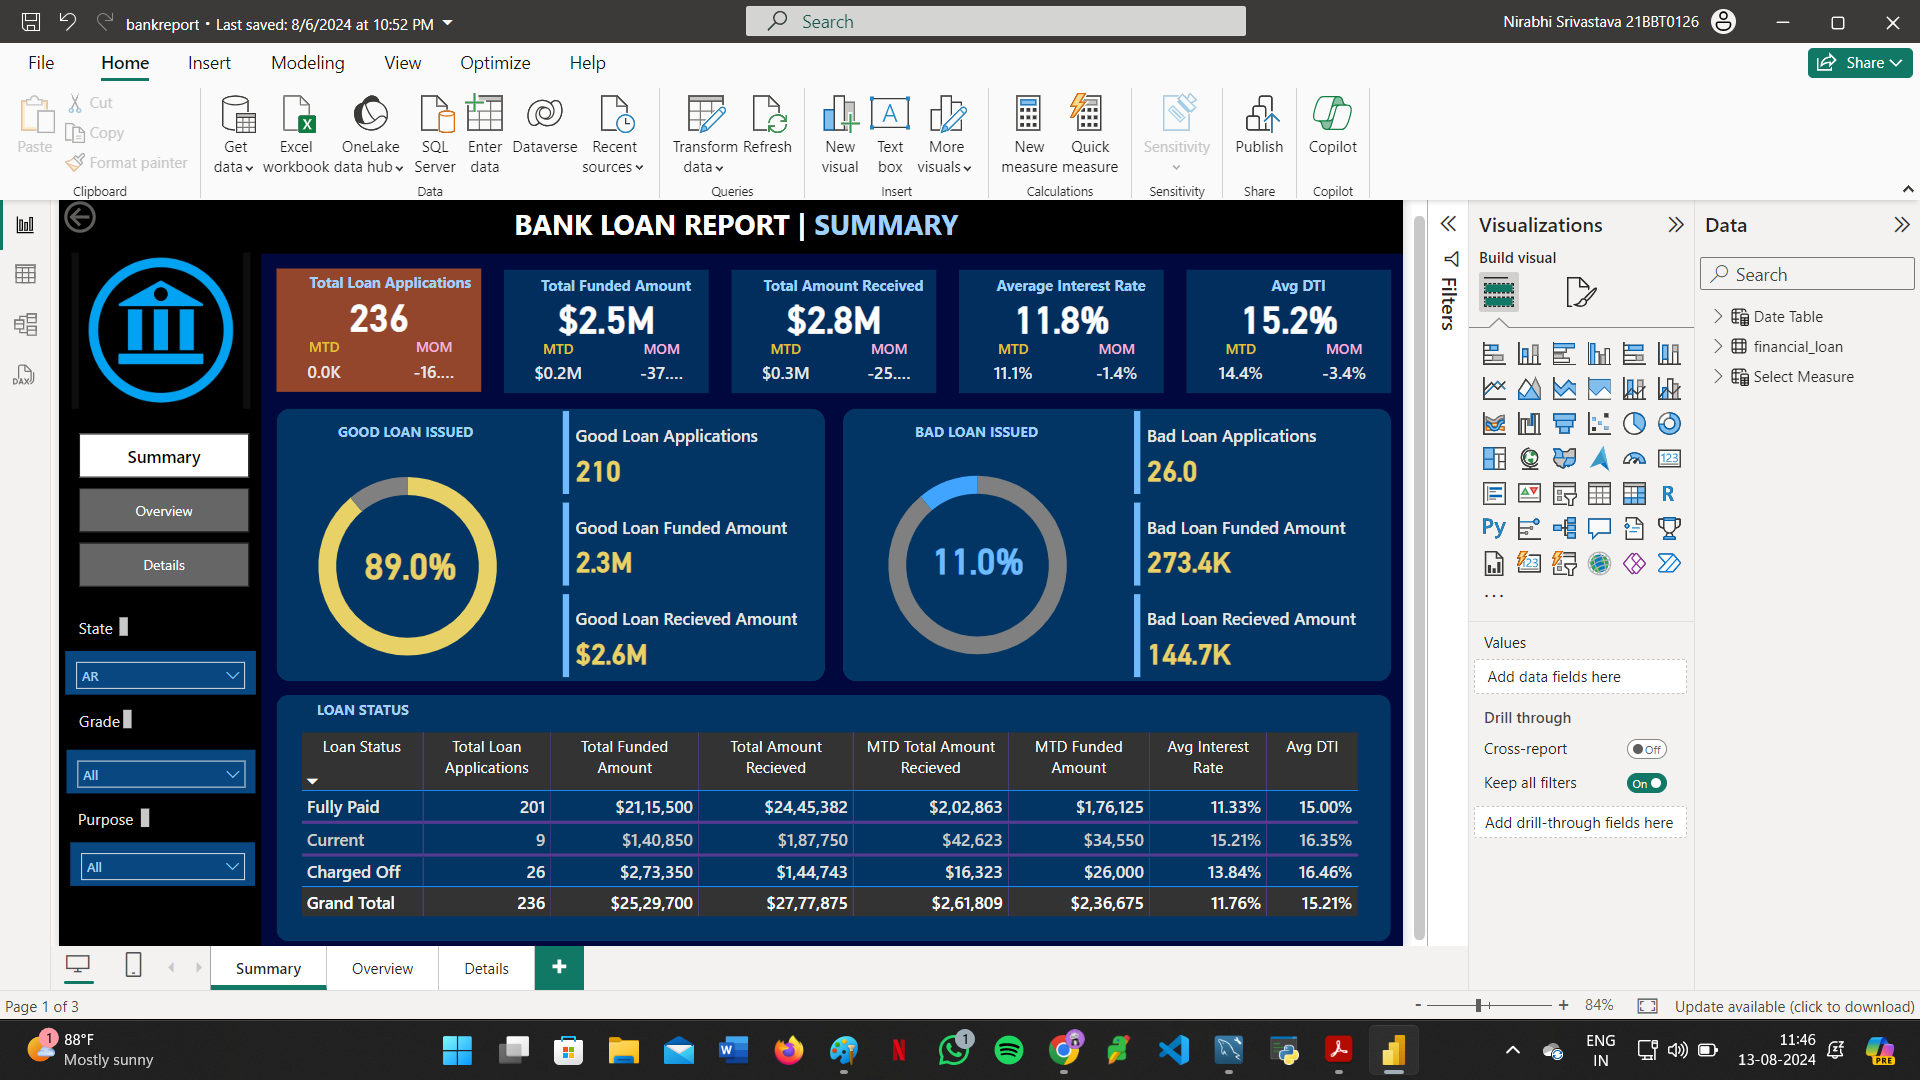 bankreport • Last saved: 8/6/2024 at 10:52 PM
Search
Nirabhi Srivastava 21BBT0126
File Home Insert Modeling View Optimize Help
Share
Paste
Cut
Copy
Format painter
Get data
Excel workbook
OneLake data hub
SQL Server
Enter data
Dataverse
Recent sources
Transform data
Refresh
New visual
Text box
More visuals
New measure
Quick measure
Sensitivity
Publish
Copilot
Clipboard Data Queries Insert Calculations Sensitivity Share Copilot
BANK LOAN REPORT | SUMMARY
Summary
Overview
Details
State
AR
Grade
All
Purpose
All
Total Loan Applications
236
MTD MOM
0.0K -16....
Total Funded Amount
$2.5M
MTD MOM
$0.2M -37....
Total Amount Received
$2.8M
MTD MOM
$0.3M -25....
Average Interest Rate
11.8%
MTD MOM
11.1% -1.4%
Avg DTI
15.2%
MTD MOM
14.4% -3.4%
GOOD LOAN ISSUED
89.0%
Good Loan Applications
210
Good Loan Funded Amount
2.3M
Good Loan Recieved Amount
$2.6M
BAD LOAN ISSUED
11.0%
Bad Loan Applications
26.0
Bad Loan Funded Amount
273.4K
Bad Loan Recieved Amount
144.7K
LOAN STATUS
Loan Status Total Loan Applications Total Funded Amount Total Amount Recieved MTD Total Amount Recieved MTD Funded Amount Avg Interest Rate Avg DTI
Fully Paid 201 $21,15,500 $24,45,382 $2,02,863 $1,76,125 11.33% 15.00%
Current 9 $1,40,850 $1,87,750 $42,623 $34,550 15.21% 16.35%
Charged Off 26 $2,73,350 $1,44,743 $16,323 $26,000 13.84% 16.46%
Grand Total 236 $25,29,700 $27,77,875 $2,61,809 $2,36,675 11.76% 15.21%
Filters
Visualizations
Build visual
123
R
Py
123
...
Values
Add data fields here
Drill through
Cross-report Off
Keep all filters On
Add drill-through fields here
Data
Search
Date Table
financial_loan
Select Measure
DAX
Summary Overview Details +
Page 1 of 3
- + 84%
Update available (click to download)
1
88°F
Mostly sunny
1
ENG
IN
11:46
13-08-2024
PRE